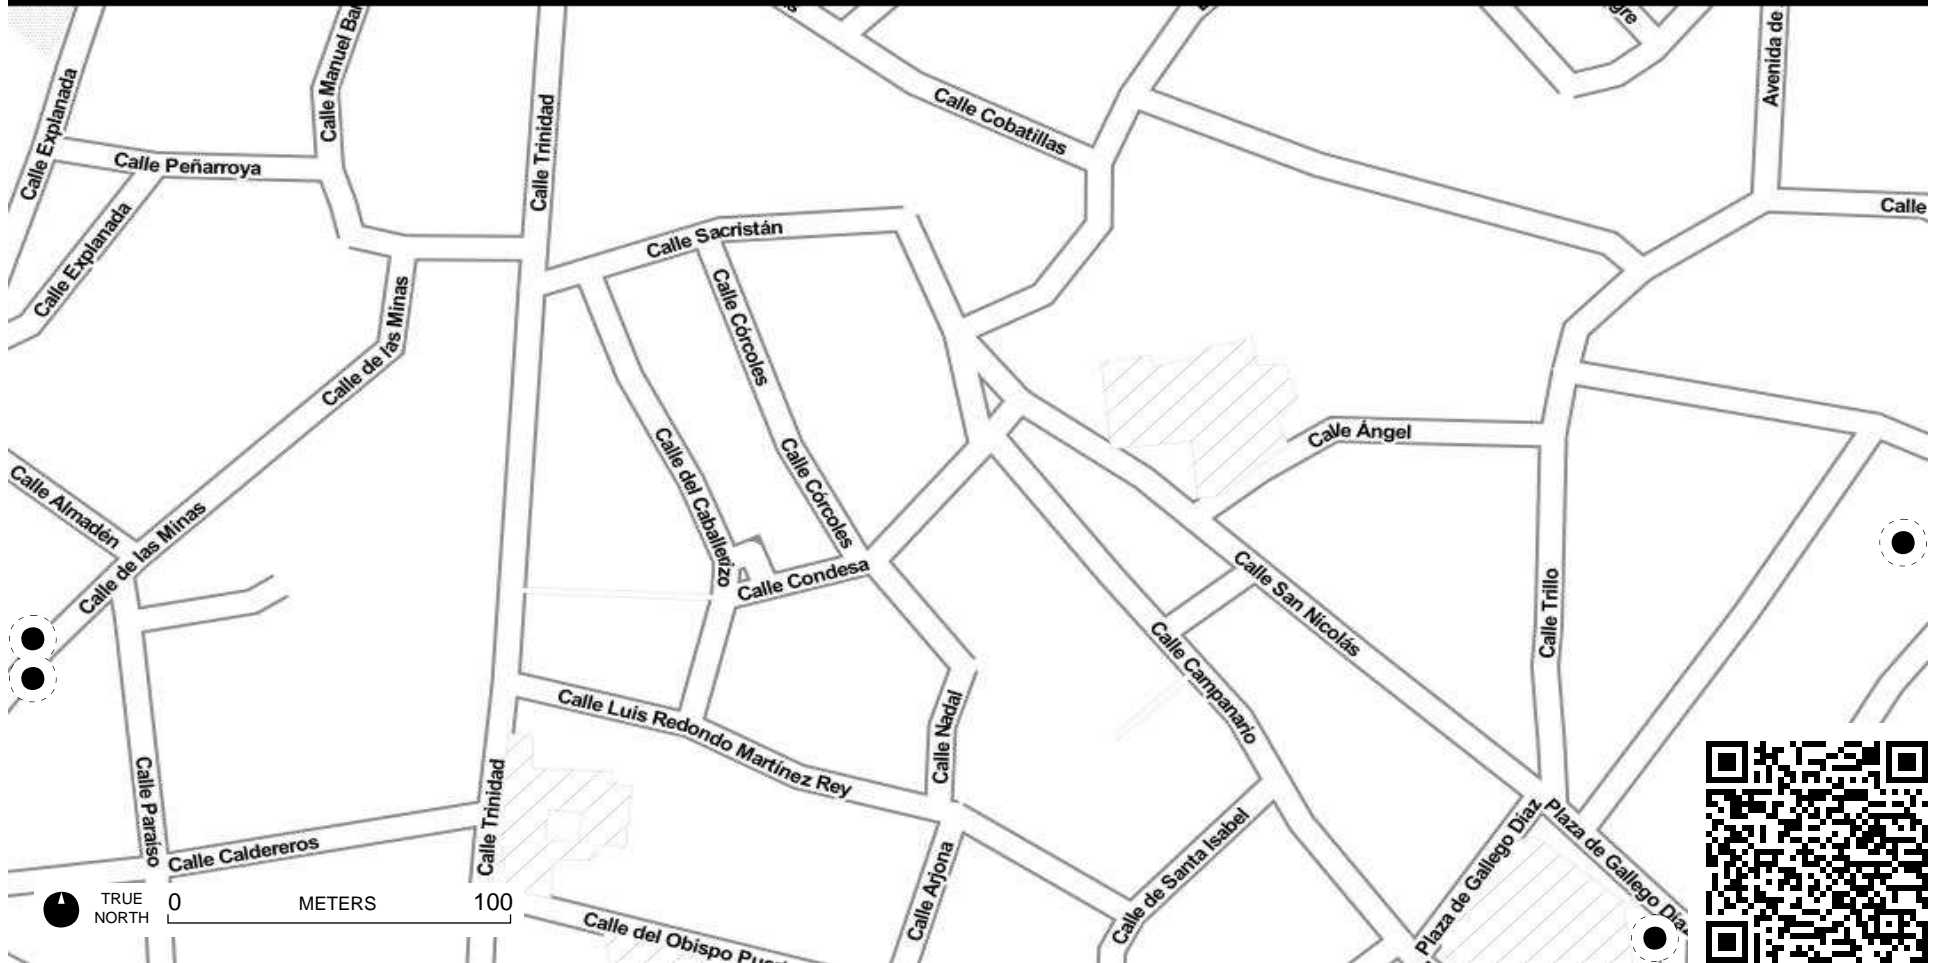 Calle Manuel Ba
Avenida de
Calle Explanada
Calle Trinidad
Calle Cobatillas
Calle Peñarroya
Calle Explanada
Calle
Calle Sacristán
Calle de las Minas
Calle Córcoles
Calle Ángel
Calle del Caballerizo
Calle Córcoles
Calle Almadén
Calle de las Minas
Calle Condesa
Calle San Nicolás
Calle Trillo
Calle Campanario
Calle Luis Redondo Martínez Rey
Calle Nadal
Calle Paraíso
Calle Trinidad
Calle Caldereros
Calle de Santa Isabel
Plaza de Gallego Díaz
Plaza de Gallego Díaz
Calle Arjona
Calle del Obispo
TRUE
NORTH
0 METERS 100